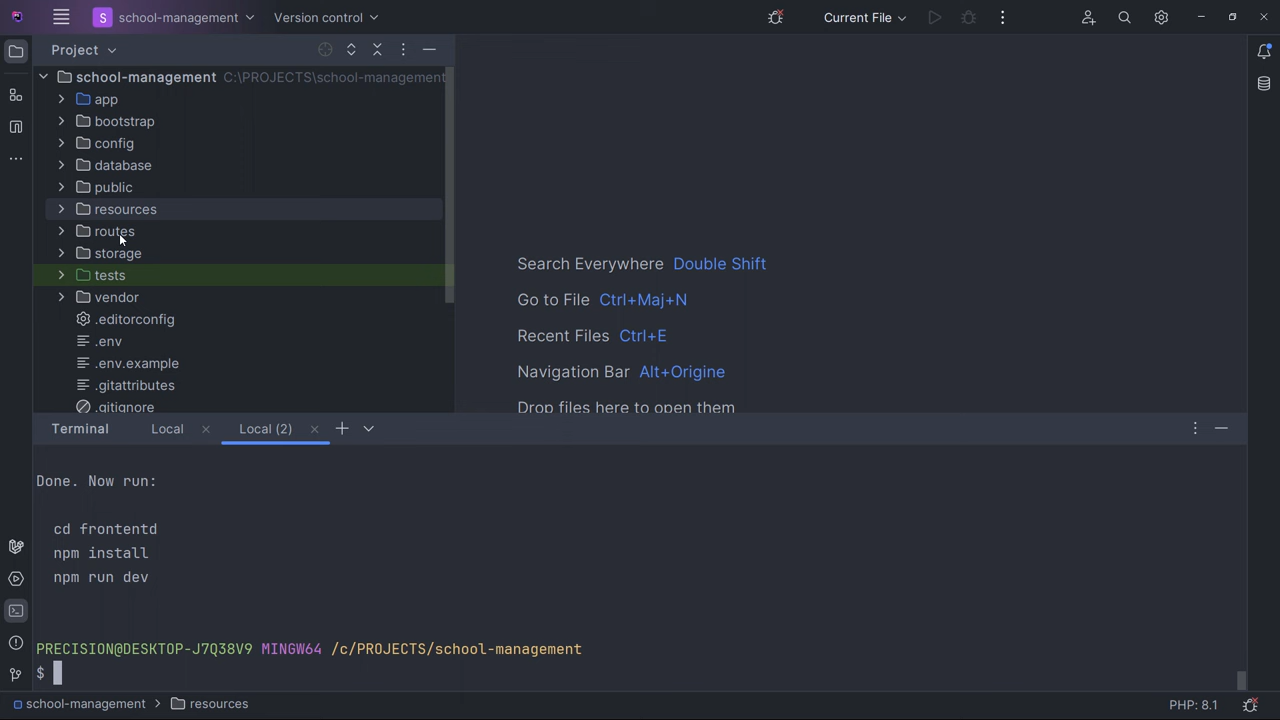 S school-management Version control Current File
Project
school-management C:\PROJECTS\school-management
app
bootstrap
config
database
public
resources
routes
storage
tests
vendor
.editorconfig
.env
.env.example
.gitattributes
.gitignore
Search Everywhere Double Shift
Go to File Ctrl+Maj+N
Recent Files Ctrl+E
Navigation Bar Alt+Origine
Drop files here to open them
Terminal Local Local (2)
Done. Now run:
cd frontentd
npm install
npm run dev
PRECISION@DESKTOP-J7Q38V9 MINGW64 /c/PROJECTS/school-management
$
school-management > resources PHP: 8.1